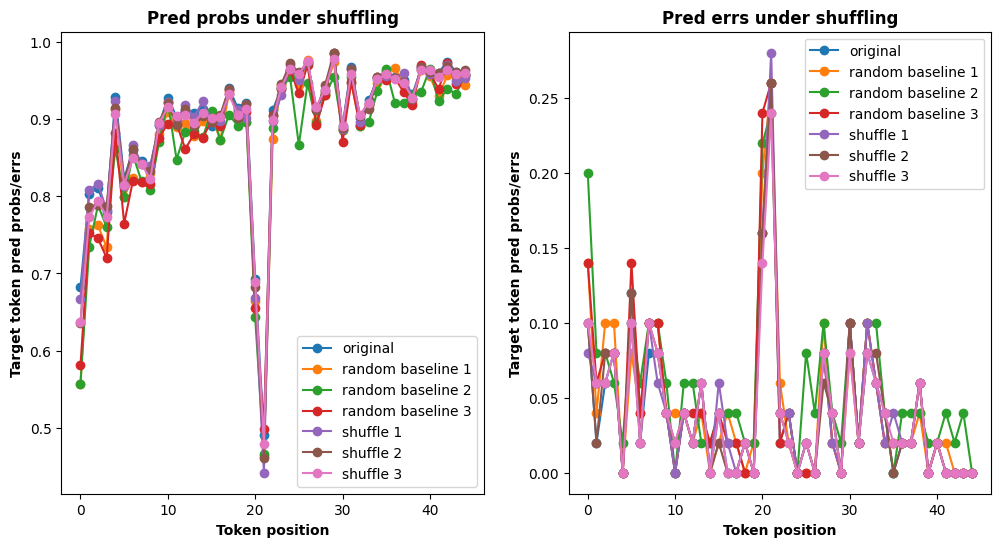 Pred probs under shuffling
Target token pred probs/errs
1.0
0.9
0.8
0.7
0.6
0.5
0
10
20
30
40
Token position
original
random baseline 1
random baseline 2
random baseline 3
shuffle 1
shuffle 2
shuffle 3
Pred errs under shuffling
Target token pred probs/errs
0.25
0.20
0.15
0.10
0.05
0.00
0
10
20
30
40
Token position
original
random baseline 1
random baseline 2
random baseline 3
shuffle 1
shuffle 2
shuffle 3